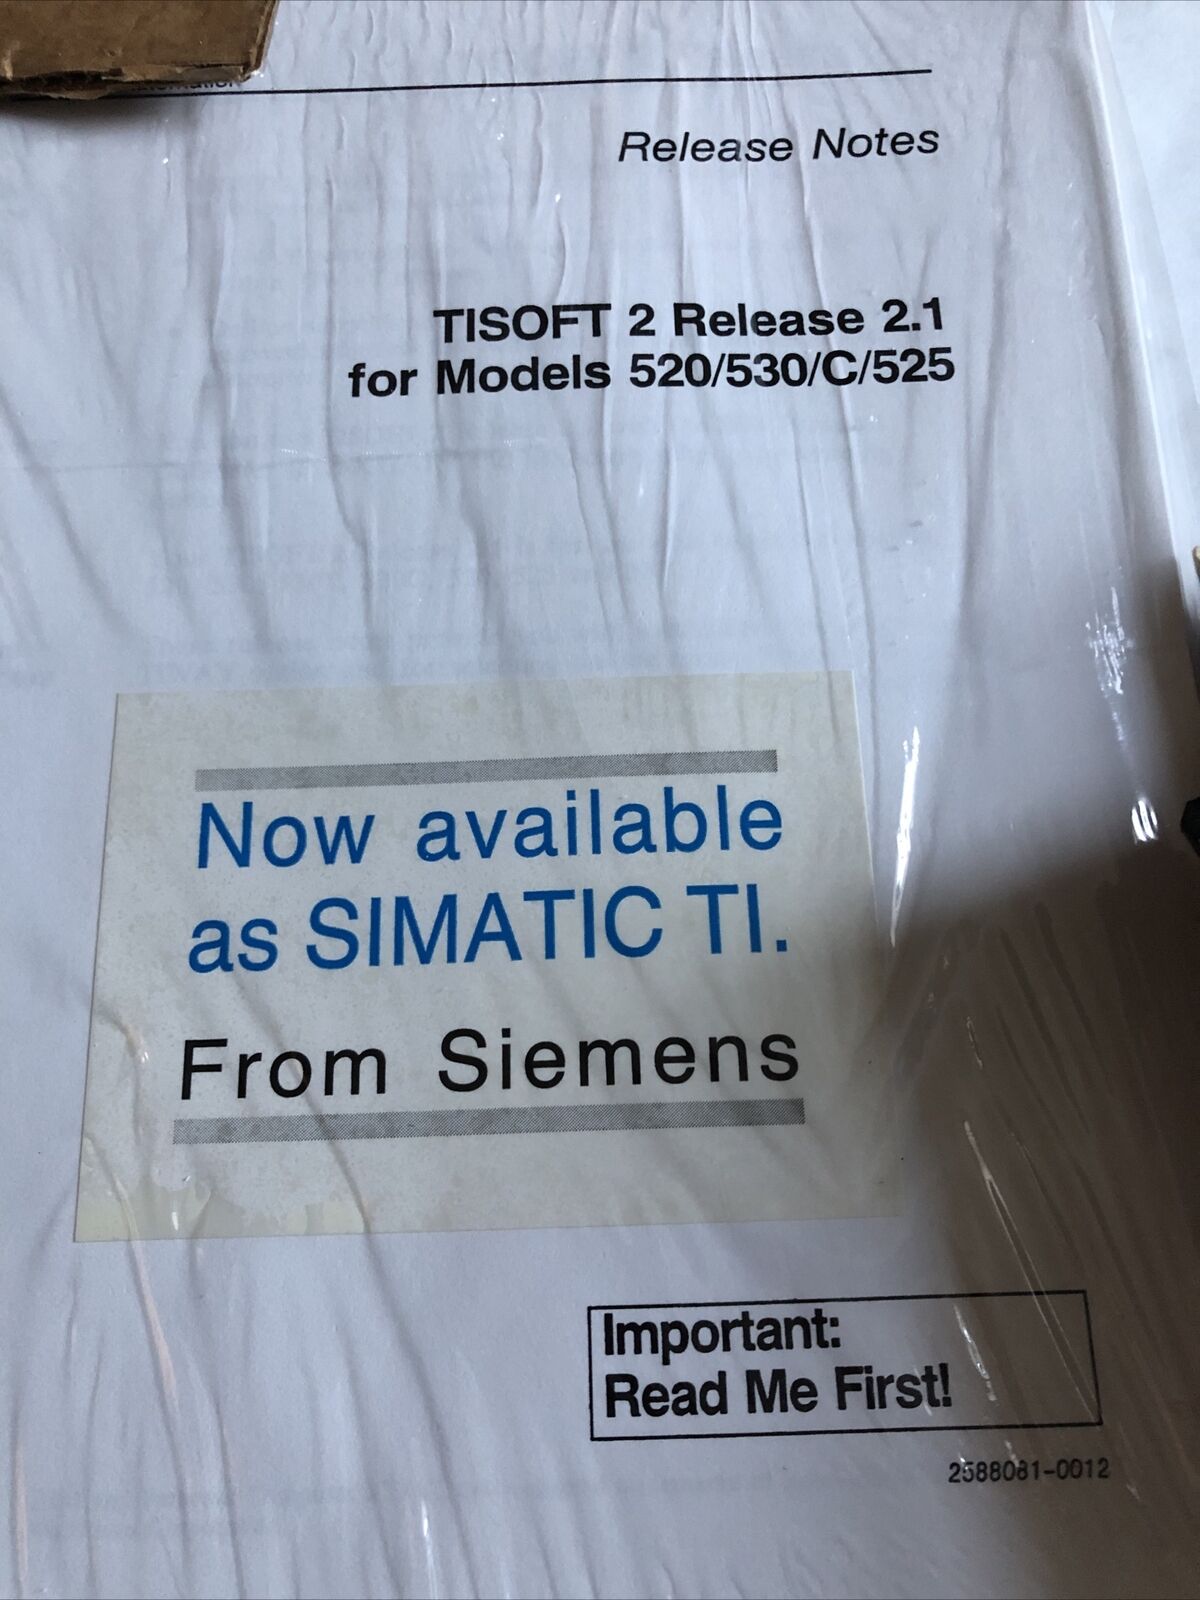 Release Notes
TISOFT 2 Release 2.1
for Models 520/530/C/525
Now available
as SIMATIC TI.
From Siemens
Important:
Read Me First!
2588081-0012